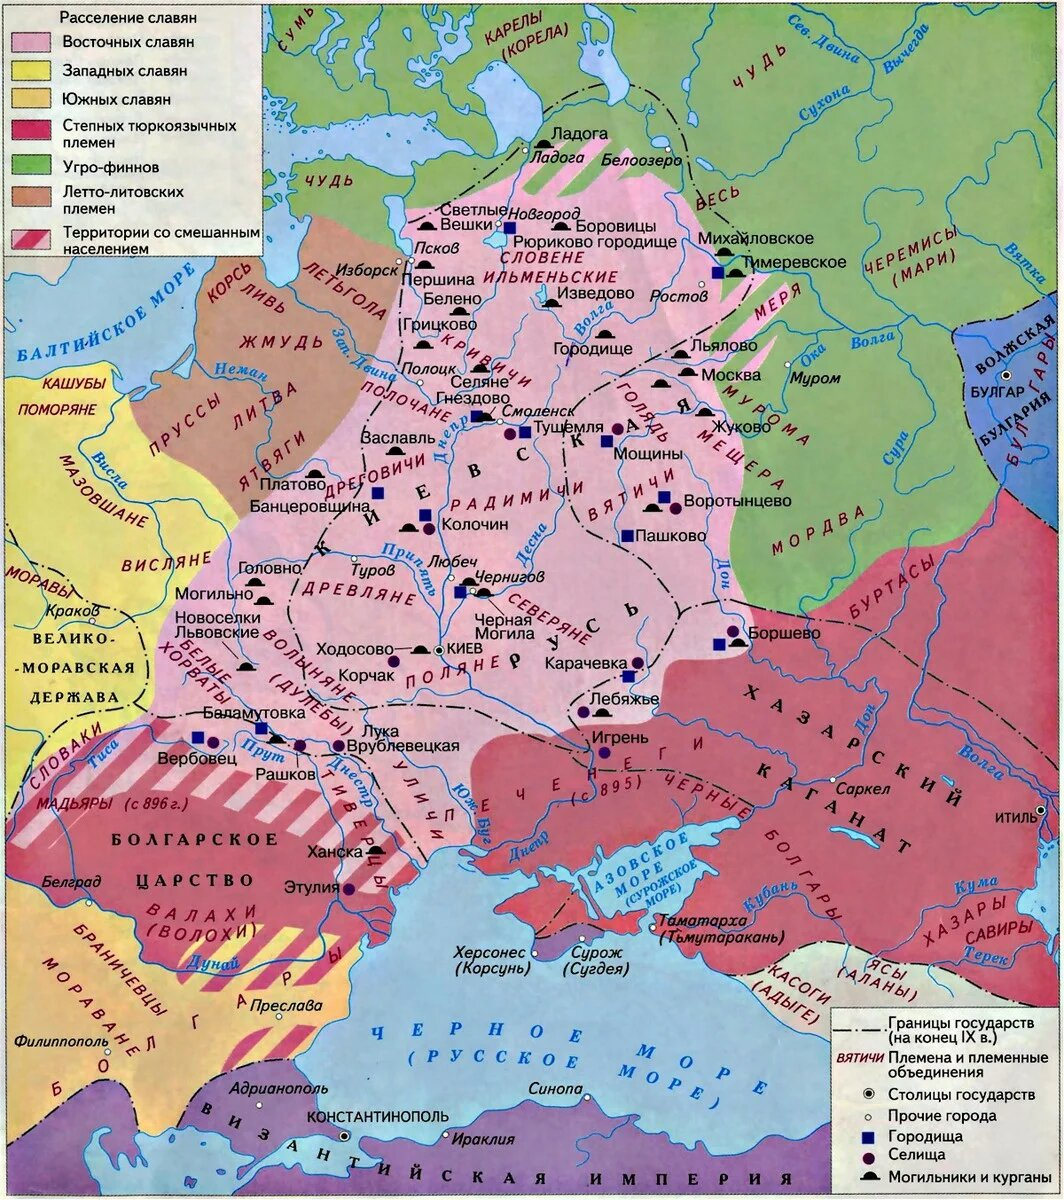 Расселение славян
Восточных славян
Западных славян
Южных славян
Степных тюркоязычных
племен
Угро-финнов
Летто-литовских
племен
Территории со смешанным
населением
СУМЬ
КАРЕЛЫ
(КОРЕЛА)
ЧУДЬ
Сев. Двина
Вычегда
Сухона
Ладога
Ладога
Белоозеро
ЧУДЬ
ВЕСЬ
Светлые
Вешки
Новгород
Боровицы
Рюриково городище
СЛОВЕНЕ
ИЛЬМЕНЬСКИЕ
Михайловское
Тимеревское
ЧЕРЕМИСЫ
(МАРИ)
Вятка
Псков
Изборск
Першина
Белено
Грицково
Изведово
Ростов
МЕРЯ
Волга
Городище
КОРСЬ
ЛИВЬ
ЛЕТЬГОЛА
ЖМУДЬ
БАЛТИЙСКОЕ МОРЕ
Зап. Двина
КРИВИЧИ
Льялово
Москва
Ока
Волга
Муром
ВОЛЖСКАЯ
БУЛГАР
БУЛГАРИЯ
БУЛГАРЫ
Неман
Полоцк
Селяне
ПОЛОЧАНЕ
Гнёздово
Смоленск
Тушемля
ГОЛЯДЬ
Жуково
МУРОМА
МЕЩЕРА
Мощины
КАШУБЫ
ПОМОРЯНЕ
ПРУССЫ
ЛИТВА
ЯТВЯГИ
Висла
МАЗОВШАНЕ
Заславль
Днепр
ДРЕГОВИЧИ
Платово
Банцеровщина
РАДИМИЧИ
ВЯТИЧИ
Воротынцево
Сура
Колочин
Пашково
МОРДВА
КИЕВСКАЯ
РУСЬ
ВИСЛЯНЕ
Припять
Десна
Любеч
Туров
Чернигов
Головно
Могильно
ДРЕВЛЯНЕ
Черная
Могила
СЕВЕРЯНЕ
Дон
БУРТАСЫ
МОРАВЫ
Краков
ВЕЛИКО-
МОРАВСКАЯ
ДЕРЖАВА
Новоселки
Львовские
БЕЛЫЕ
ХОРВАТЫ
ВОЛЫНЯНЕ
(ДУЛЕБЫ)
Ходосово
КИЕВ
Корчак
ПОЛЯНЕ
Карачевка
Боршево
Лебяжье
Баламутовка
Вербовец
Прут
Рашков
Лука
Врублевецкая
Игрень
СЛОВАКИ
Тиса
МАДЬЯРЫ (с 896 г.)
Днестр
ТИВЕРЦЫ
УЛИЧИ
Юж. Буг
ПЕЧЕНЕГИ
(с 895)
Днепр
ЧЕРНЫЕ
БОЛГАРЫ
ХАЗАРСКИЙ
КАГАНАТ
Дон
Саркел
Волга
ИТИЛЬ
БОЛГАРСКОЕ
ЦАРСТВО
Ханска
Этулия
Белград
ВАЛАХИ
(ВОЛОХИ)
Дунай
АЗОВСКОЕ
МОРЕ
(СУРОЖСКОЕ
МОРЕ)
Кубань
Кума
ХАЗАРЫ
САВИРЫ
Терек
Таматарха
(Тьмутаракань)
Херсонес
(Корсунь)
Сурож
(Сугдея)
ЯСЫ
(АЛАНЫ)
КАСОГИ
(АДЫГЕ)
БРАНИЧЕВЦЫ
МОРАВАНЕ
БОЛГАРЫ
Преслава
Филиппополь
ЧЕРНОЕ МОРЕ
(РУССКОЕ МОРЕ)
Адрианополь
КОНСТАНТИНОПОЛЬ
Синопа
Ираклия
ВИЗАНТИЙСКАЯ ИМПЕРИЯ
Границы государств
(на конец IX в.)
ВЯТИЧИ Племена и племенные
объединения
Столицы государств
Прочие города
Городища
Селища
Могильники и курганы